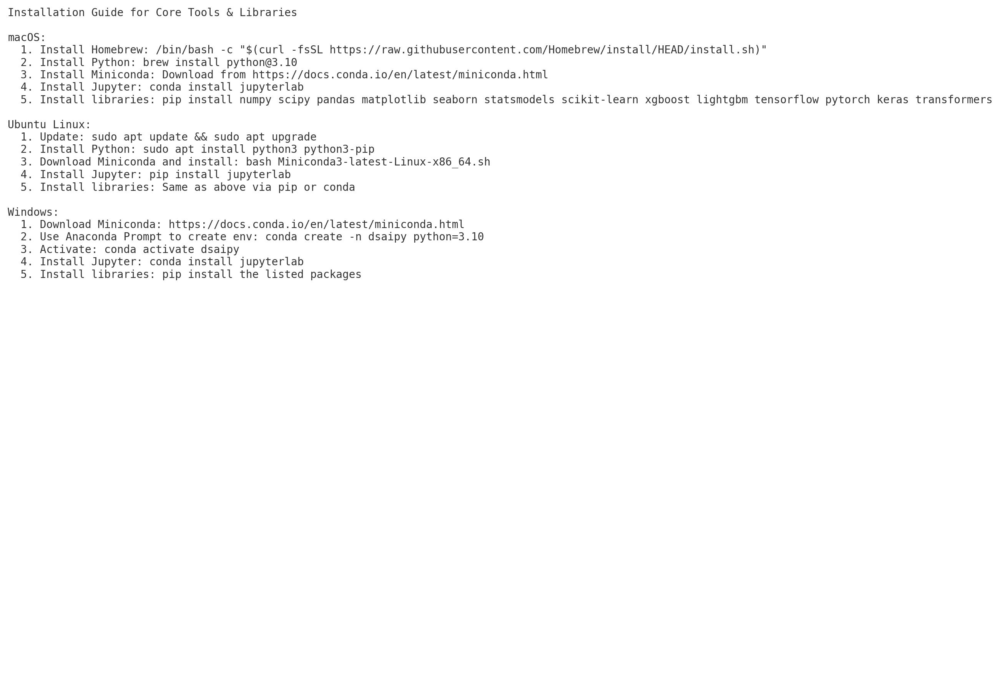 Installation Guide for Core Tools & Libraries

macOS:
  1. Install Homebrew: /bin/bash -c "$(curl -fsSL https://raw.githubusercontent.com/Homebrew/install/HEAD/install.sh)"
  2. Install Python: brew install python@3.10
  3. Install Miniconda: Download from https://docs.conda.io/en/latest/miniconda.html
  4. Install Jupyter: conda install jupyterlab
  5. Install libraries: pip install numpy scipy pandas matplotlib seaborn statsmodels scikit-learn xgboost lightgbm tensorflow pytorch keras transformers

Ubuntu Linux:
  1. Update: sudo apt update && sudo apt upgrade
  2. Install Python: sudo apt install python3 python3-pip
  3. Download Miniconda and install: bash Miniconda3-latest-Linux-x86_64.sh
  4. Install Jupyter: pip install jupyterlab
  5. Install libraries: Same as above via pip or conda

Windows:
  1. Download Miniconda: https://docs.conda.io/en/latest/miniconda.html
  2. Use Anaconda Prompt to create env: conda create -n dsaipy python=3.10
  3. Activate: conda activate dsaipy
  4. Install Jupyter: conda install jupyterlab
  5. Install libraries: pip install the listed packages